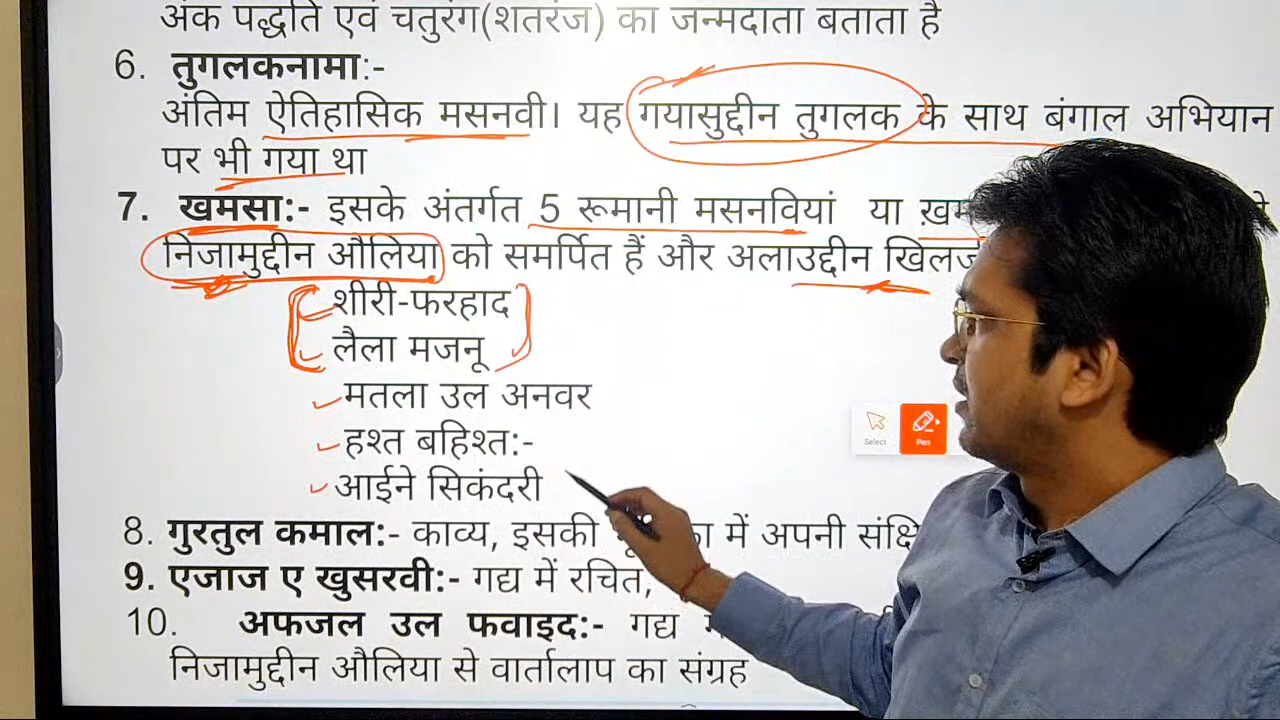 अंक पद्धति एवं चतुरंग(शतरंज) का जन्मदाता बताता है
6. तुगलकनामा:-
अंतिम ऐतिहासिक मसनवी। यह गयासुद्दीन तुगलक के साथ बंगाल अभियान
पर भी गया था
7. खमसा:- इसके अंतर्गत 5 रूमानी मसनवियां या
निजामुद्दीन औलिया को समर्पित हैं और अलाउद्दीन
शीरी-फरहाद
लैला मजनू
मतला उल अनवर
हश्त बहिश्त:-
आईने सिकंदरी
Select
Pen
8. गुरतुल कमाल:- काव्य, इसकी में अपनी
9. एजाज ए खुसरवी:- गद्य में रचित,
10. अफजल उल फवाइद:- गद्य
निजामुद्दीन औलिया से वार्तालाप का संग्रह